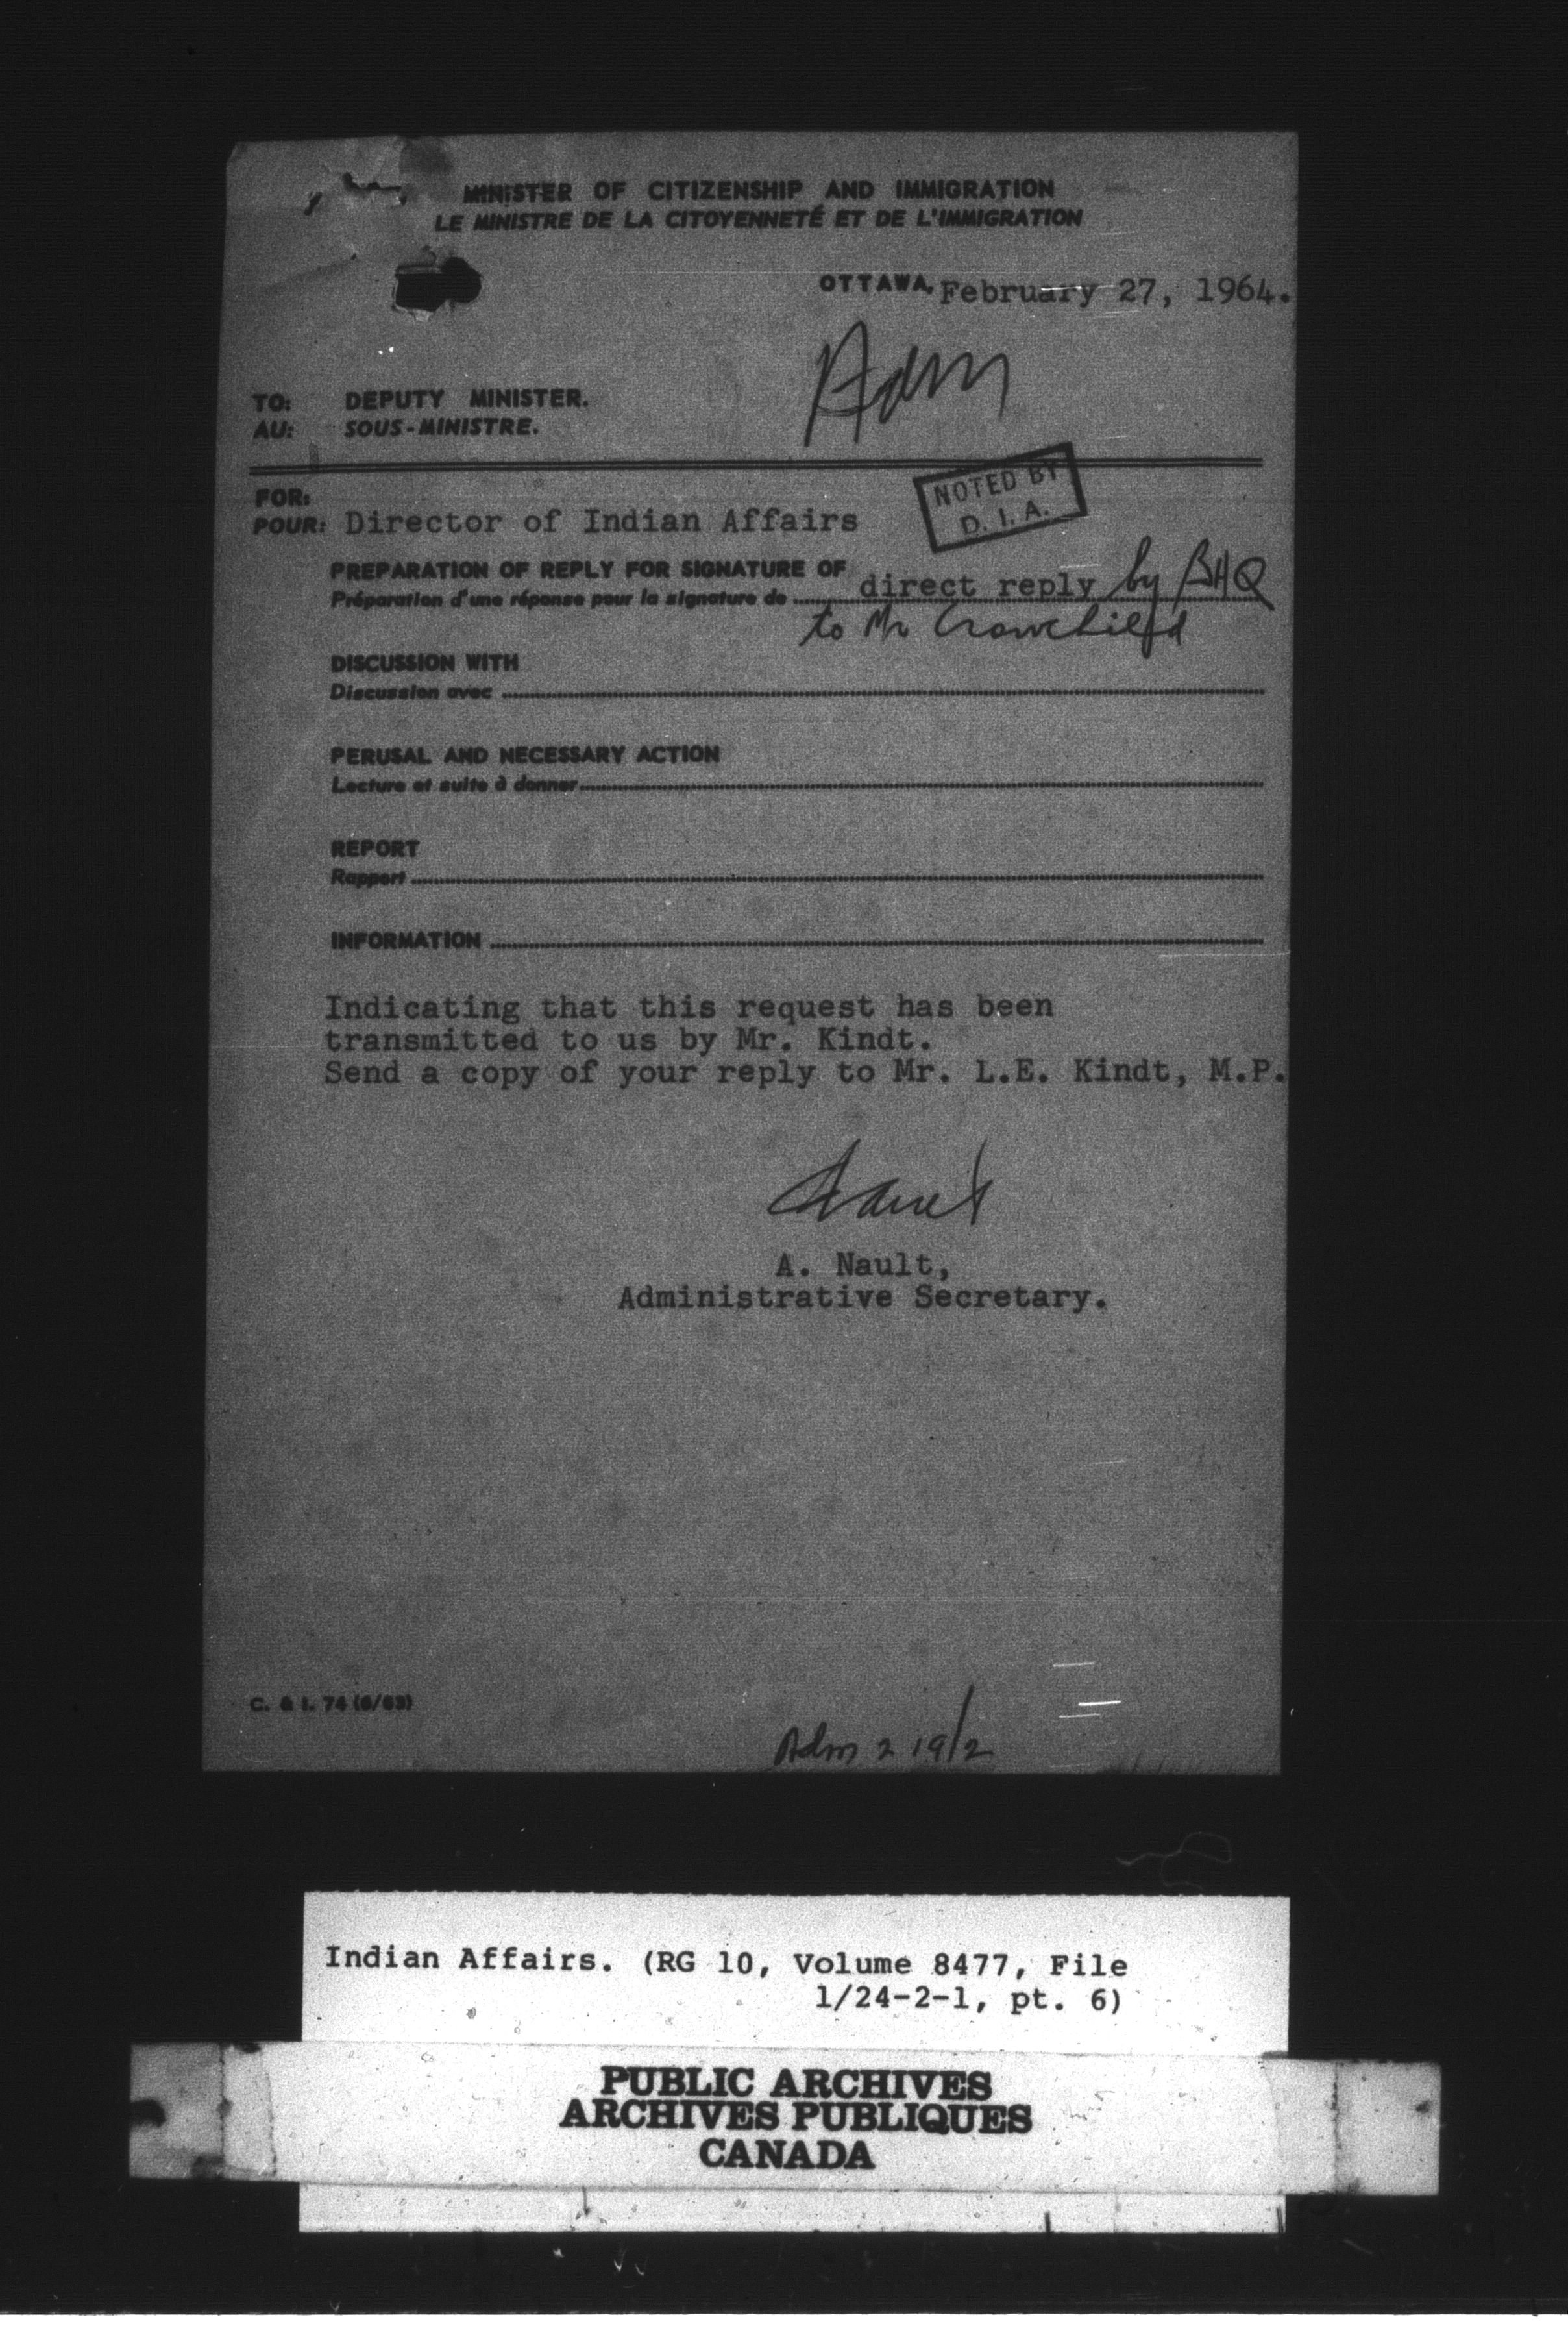 MINISTER OF CITIZENSHIP AND IMMIGRATION
LE MINISTRE DE LA CITOYENNETÉ ET DE L'IMMIGRATION
OTTAWA, February 27, 1964.
Adm
TO: DEPUTY MINISTER.
AU: SOUS-MINISTRE.
NOTED BY
D. I. A.
FOR:
POUR: Director of Indian Affairs
PREPARATION OF REPLY FOR SIGNATURE OF
Préparation d'une réponse pour la signature de direct reply by BHQ
to Mr Crowchild
DISCUSSION WITH
Discussion avec
PERUSAL AND NECESSARY ACTION
Lecture et suite à donner
REPORT
Rapport
INFORMATION
Indicating that this request has been
transmitted to us by Mr. Kindt.
Send a copy of your reply to Mr. L.E. Kindt, M.P.
A. Nault,
Administrative Secretary.
C. & I. 74 (6/63)
Adm 2 19/2
Indian Affairs. (RG 10, Volume 8477, File
1/24-2-1, pt. 6)
PUBLIC ARCHIVES
ARCHIVES PUBLIQUES
CANADA